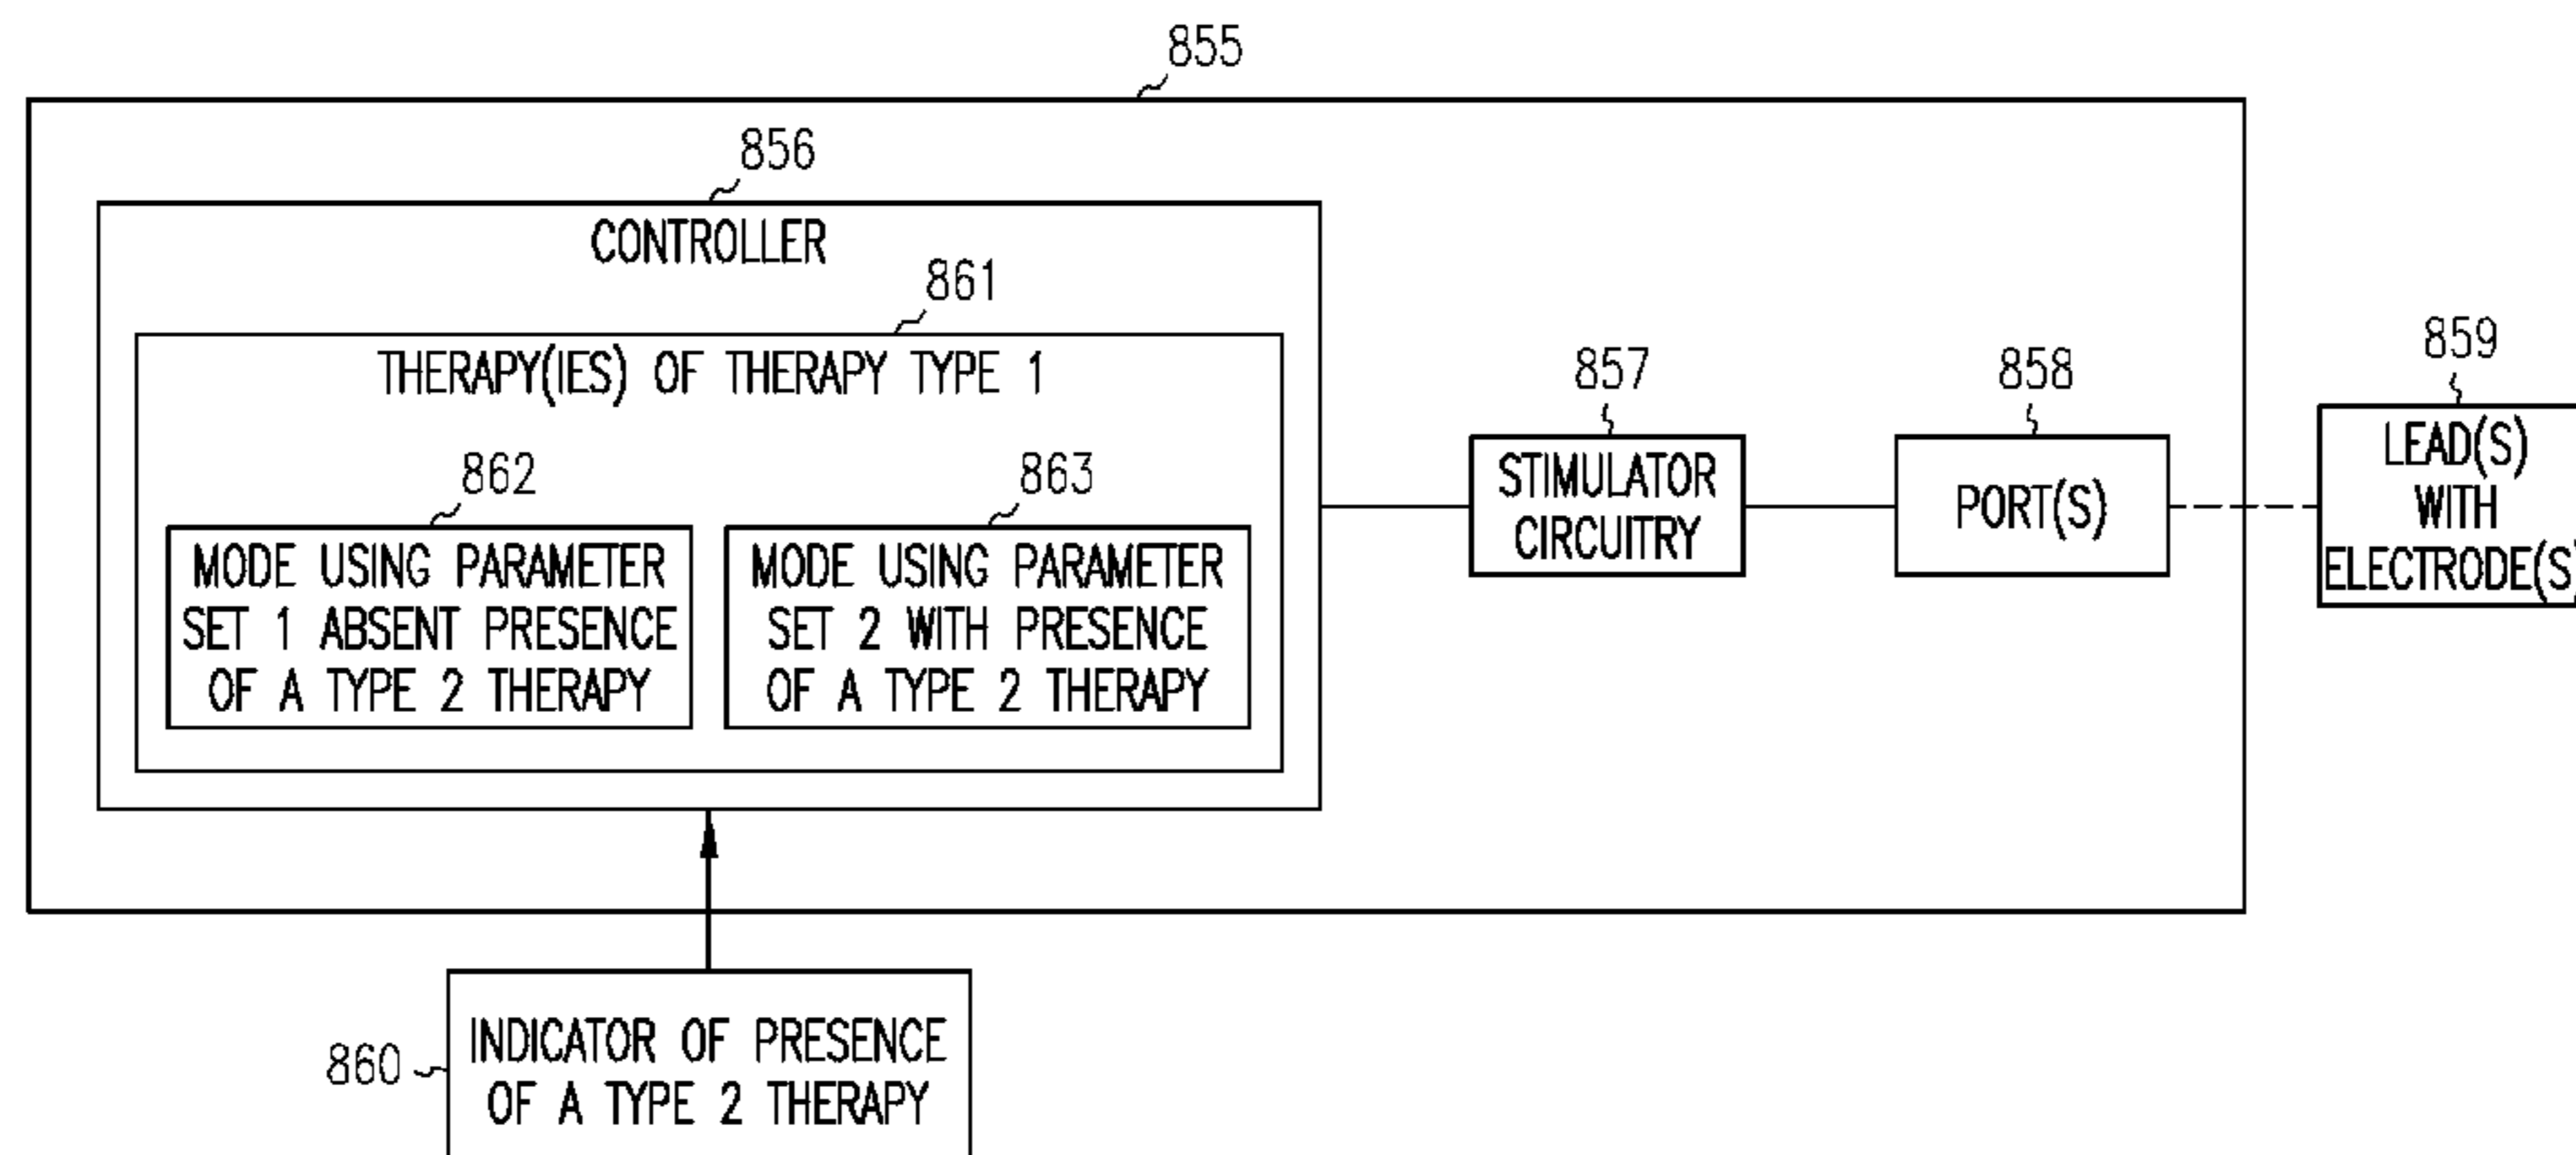 855
856
CONTROLLER
861
THERAPY(IES) OF THERAPY TYPE 1
862
MODE USING PARAMETER
SET 1 ABSENT PRESENCE
OF A TYPE 2 THERAPY
863
MODE USING PARAMETER
SET 2 WITH PRESENCE
OF A TYPE 2 THERAPY
857
STIMULATOR
CIRCUITRY
858
PORT(S)
859
LEAD(S)
WITH
ELECTRODE(S)
860
INDICATOR OF PRESENCE
OF A TYPE 2 THERAPY